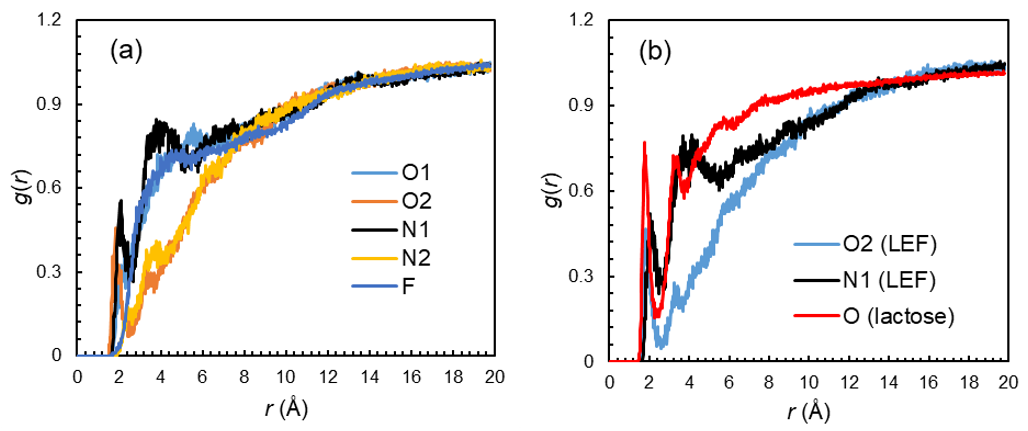 (a)
1.2
0.9
0.6
0.3
0
g(r)
O1
O2
N1
N2
F
0 2 4 6 8 10 12 14 16 18 20
r (Å)
(b)
1.2
0.9
0.6
0.3
0.0
g(r)
O2 (LEF)
N1 (LEF)
O (lactose)
0 2 4 6 8 10 12 14 16 18 20
r (Å)